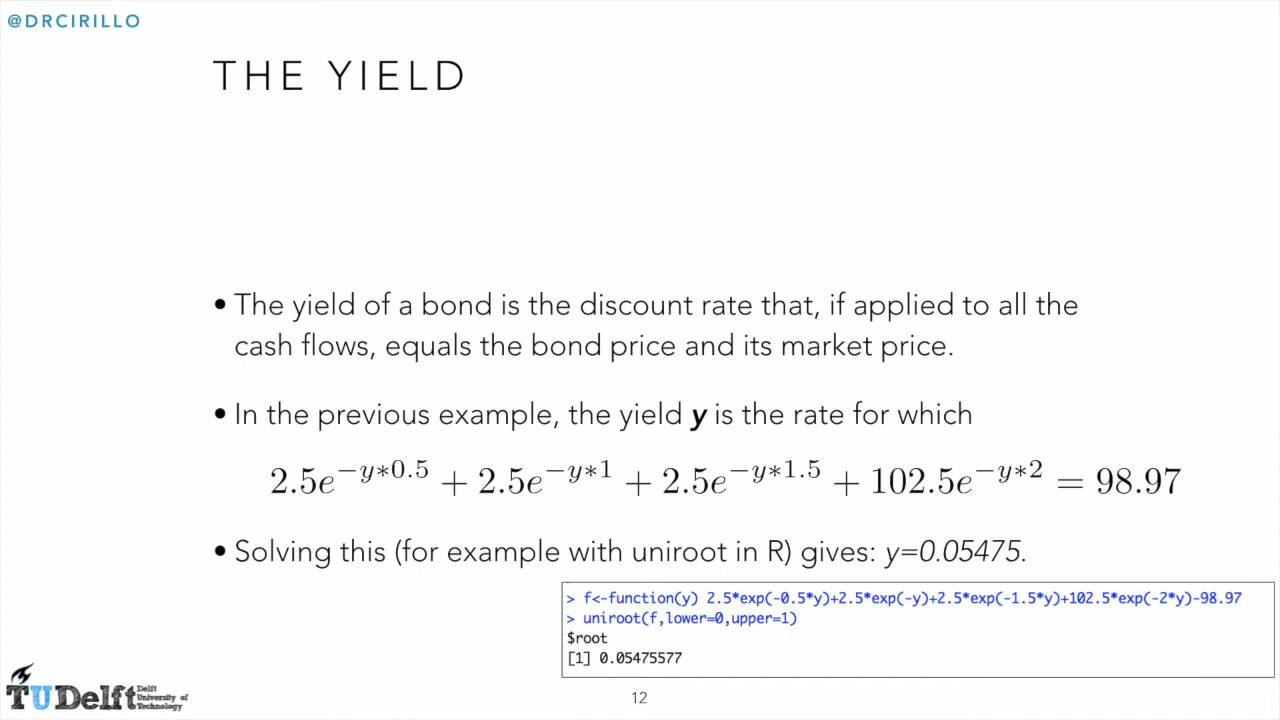 @DRCIRILLO
THE YIELD
• The yield of a bond is the discount rate that, if applied to all the
cash flows, equals the bond price and its market price.
• In the previous example, the yield y is the rate for which
2.5e^{−y∗0.5} + 2.5e^{−y∗1} + 2.5e^{−y∗1.5} + 102.5e^{−y∗2} = 98.97
• Solving this (for example with uniroot in R) gives: y=0.05475.
> f<-function(y) 2.5*exp(-0.5*y)+2.5*exp(-y)+2.5*exp(-1.5*y)+102.5*exp(-2*y)-98.97
> uniroot(f,lower=0,upper=1)
$root
[1] 0.05475577
TUDelft
Delft
University of
Technology
12